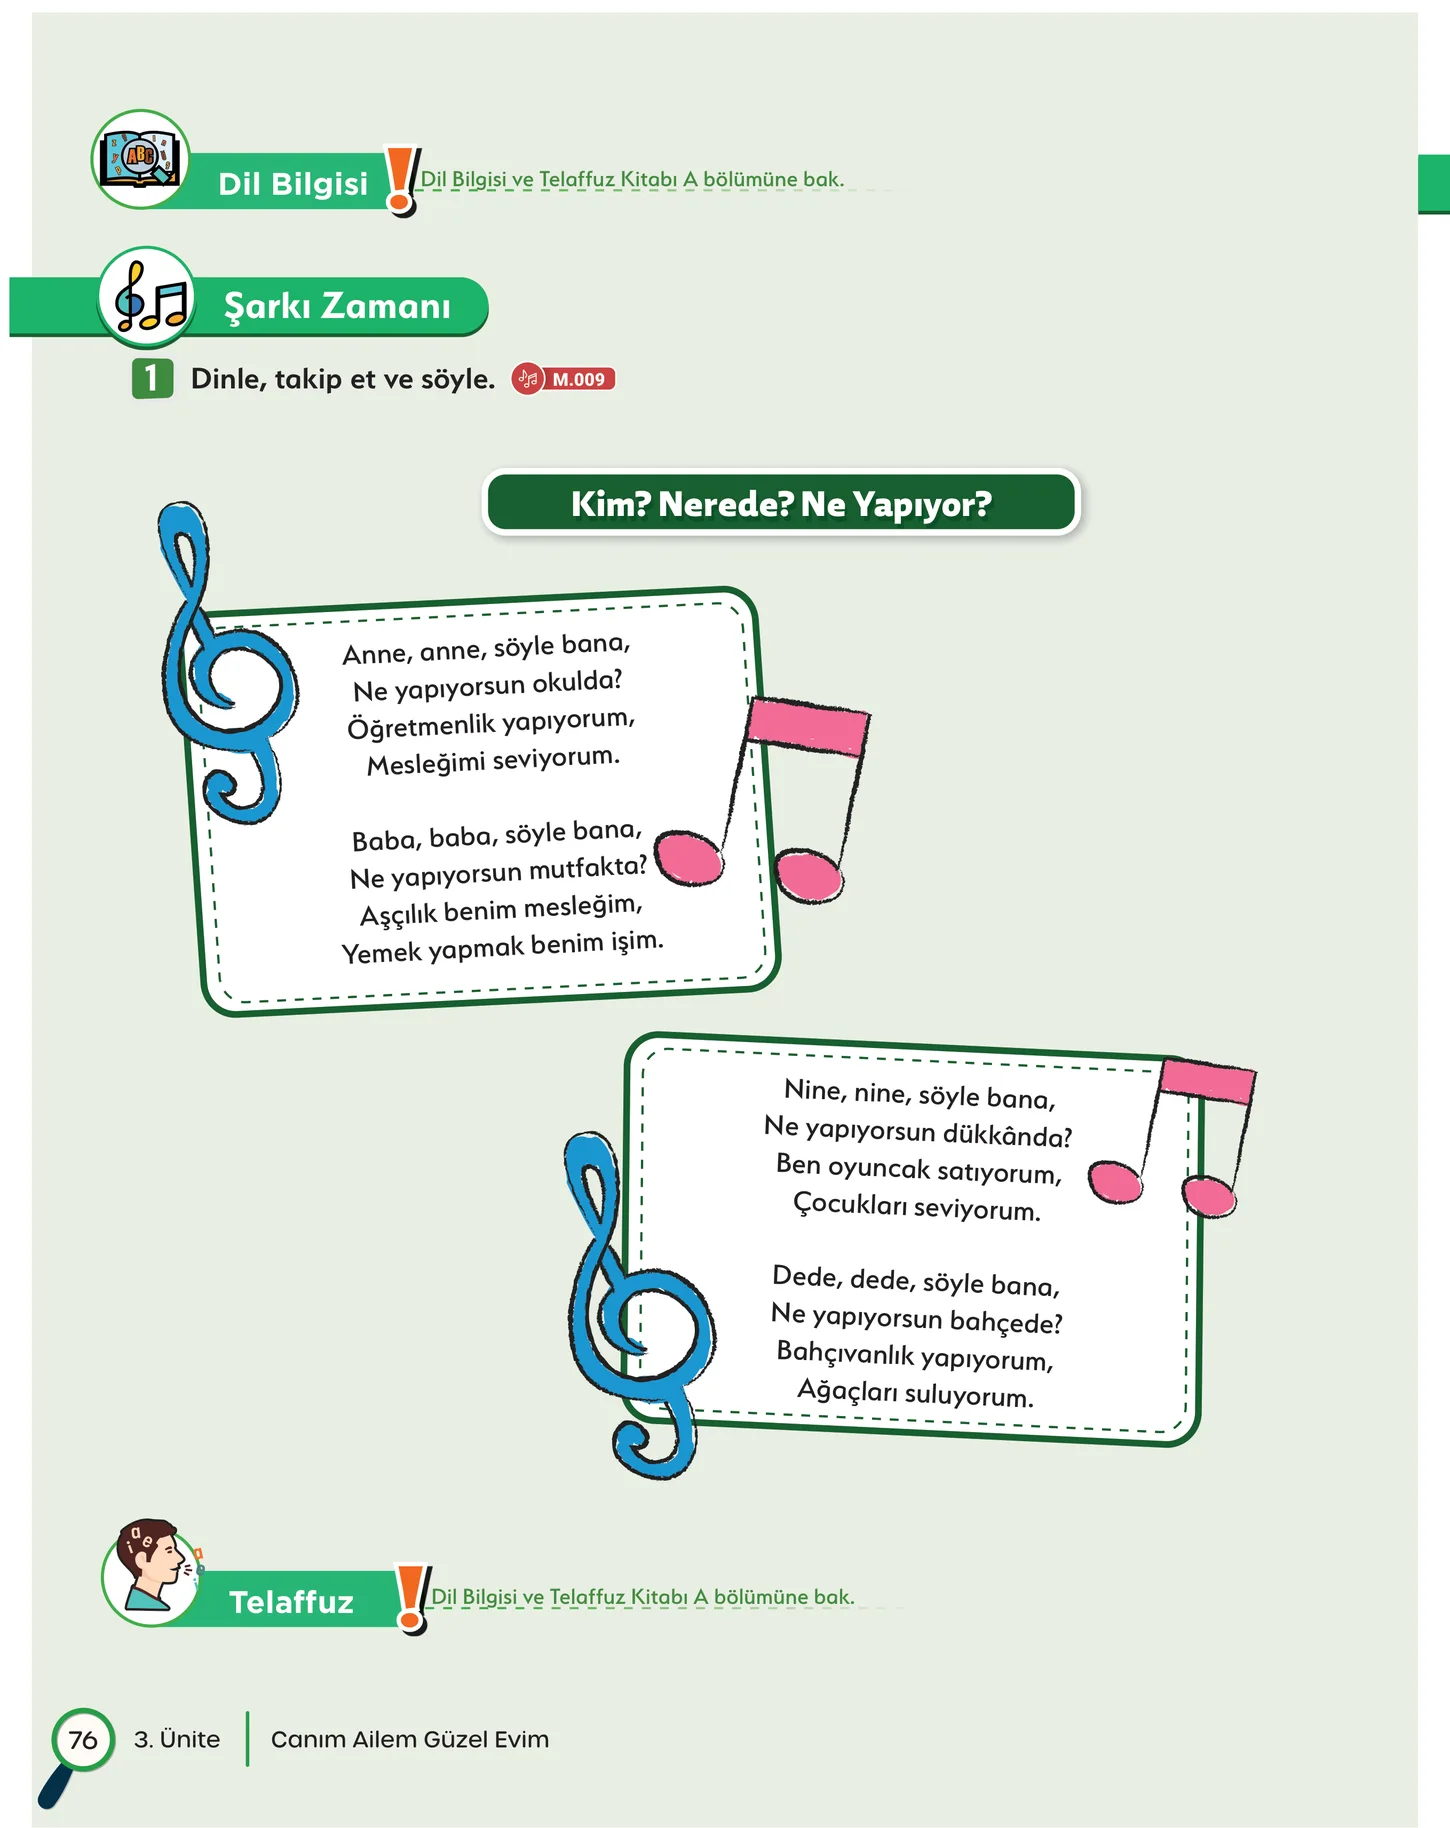 Dil Bilgisi
Dil Bilgisi ve Telaffuz Kitabı A bölümüne bak.
Şarkı Zamanı
1 Dinle, takip et ve söyle. M.009
Kim? Nerede? Ne Yapıyor?
Anne, anne, söyle bana,
Ne yapıyorsun okulda?
Öğretmenlik yapıyorum,
Mesleğimi seviyorum.
Baba, baba, söyle bana,
Ne yapıyorsun mutfakta?
Aşçılık benim mesleğim,
Yemek yapmak benim işim.
Nine, nine, söyle bana,
Ne yapıyorsun dükkânda?
Ben oyuncak satıyorum,
Çocukları seviyorum.
Dede, dede, söyle bana,
Ne yapıyorsun bahçede?
Bahçıvanlık yapıyorum,
Ağaçları suluyorum.
Telaffuz
Dil Bilgisi ve Telaffuz Kitabı A bölümüne bak.
76 3. Ünite Canım Ailem Güzel Evim